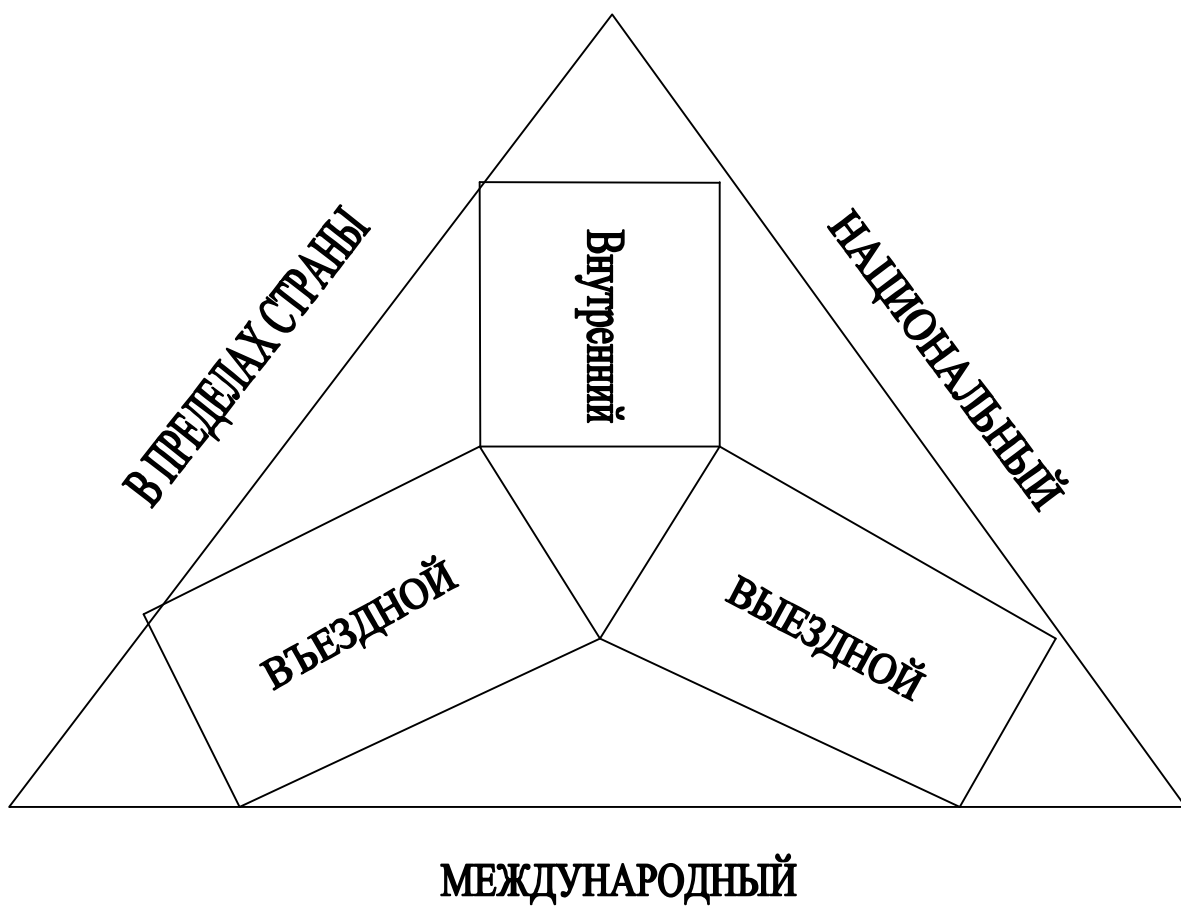 В ПРЕДЕЛАХ СТРАНЫ
НАЦИОНАЛЬНЫЙ
Внутренний
ВЪЕЗДНОЙ
ВЫЕЗДНОЙ
МЕЖДУНАРОДНЫЙ